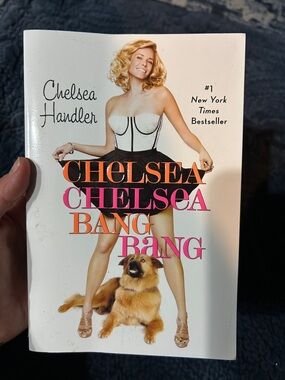 Chelsea
Handler
#1
New York
Times
Bestseller
CHELSEA
CHELSEA
BANG
BANG